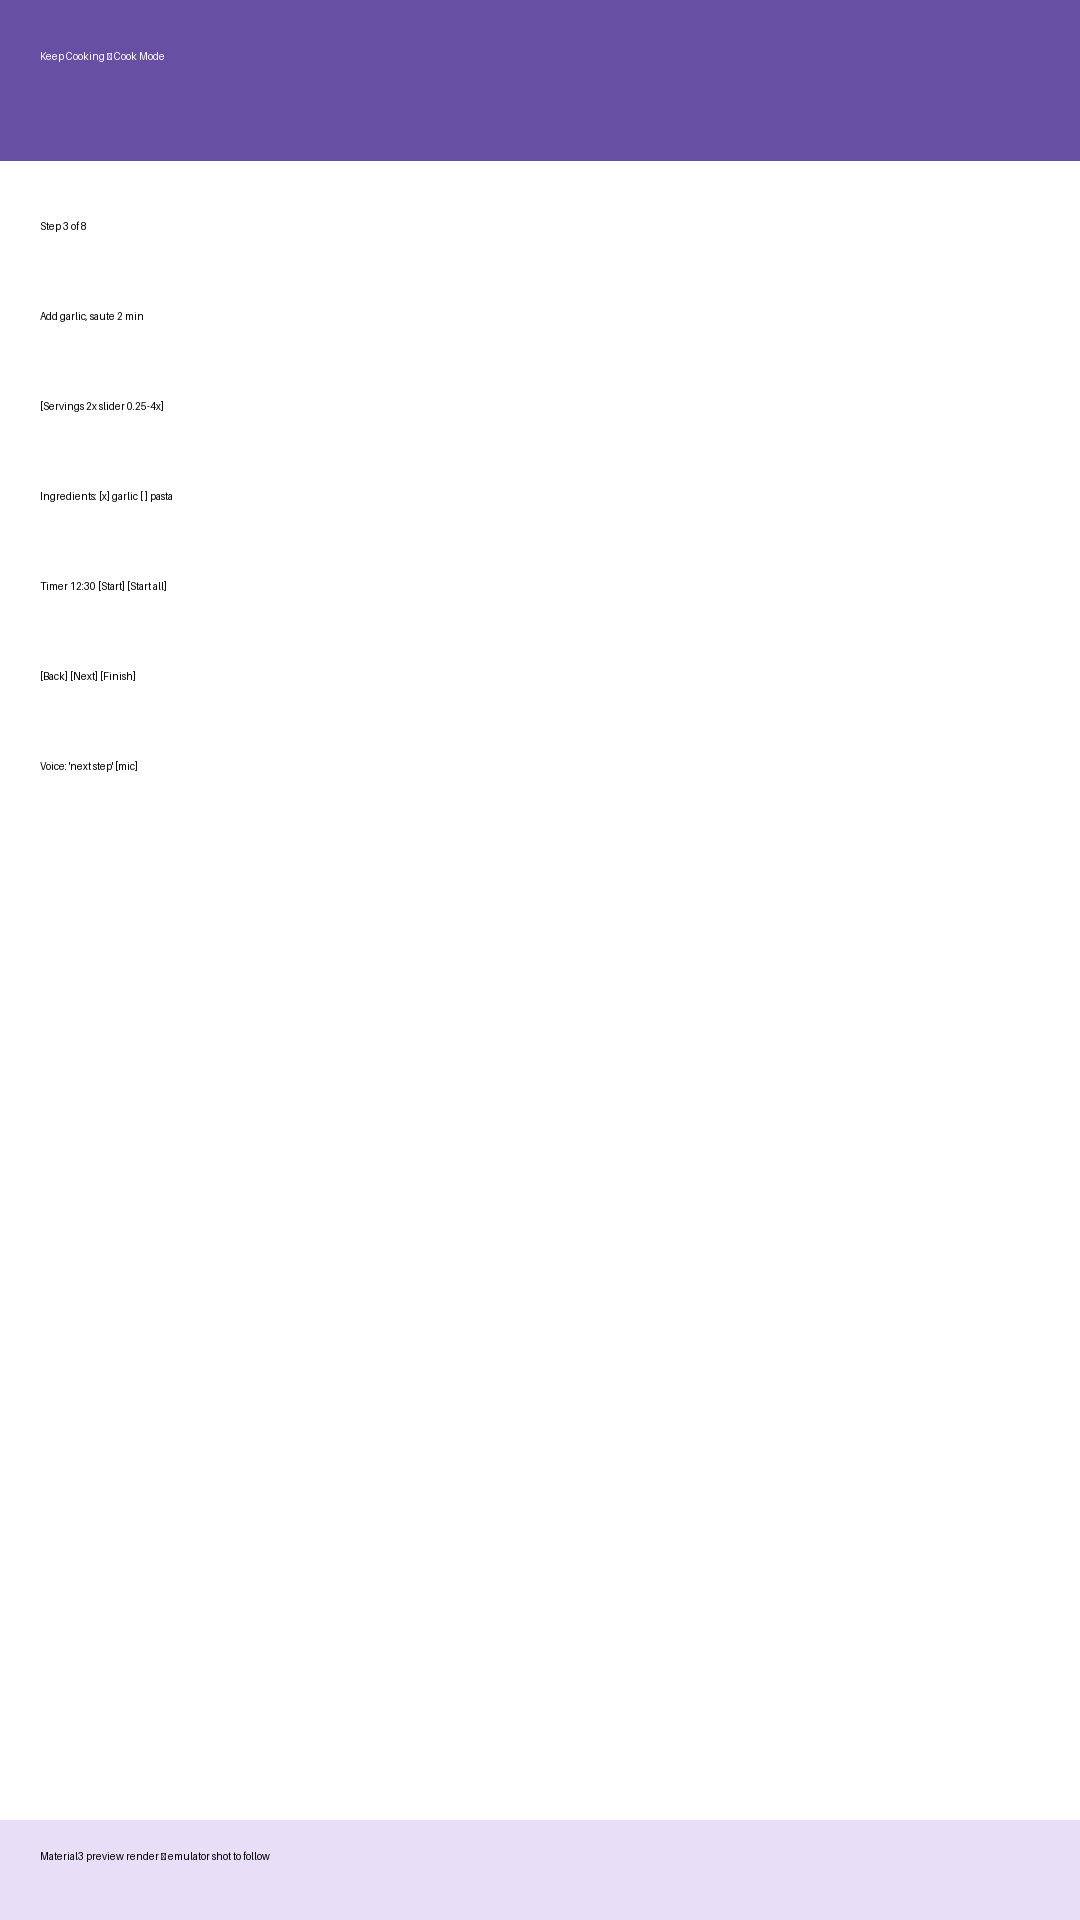 Keep Cooking Cook Mode
Step 3 of 8
Add garlic, saute 2 min
[Servings 2x slider 0.25-4x]
Ingredients: [x] garlic [ ] pasta
Timer 12:30 [Start] [Start all]
[Back] [Next] [Finish]
Voice: 'next step' [mic]
Material3 preview render emulator shot to follow